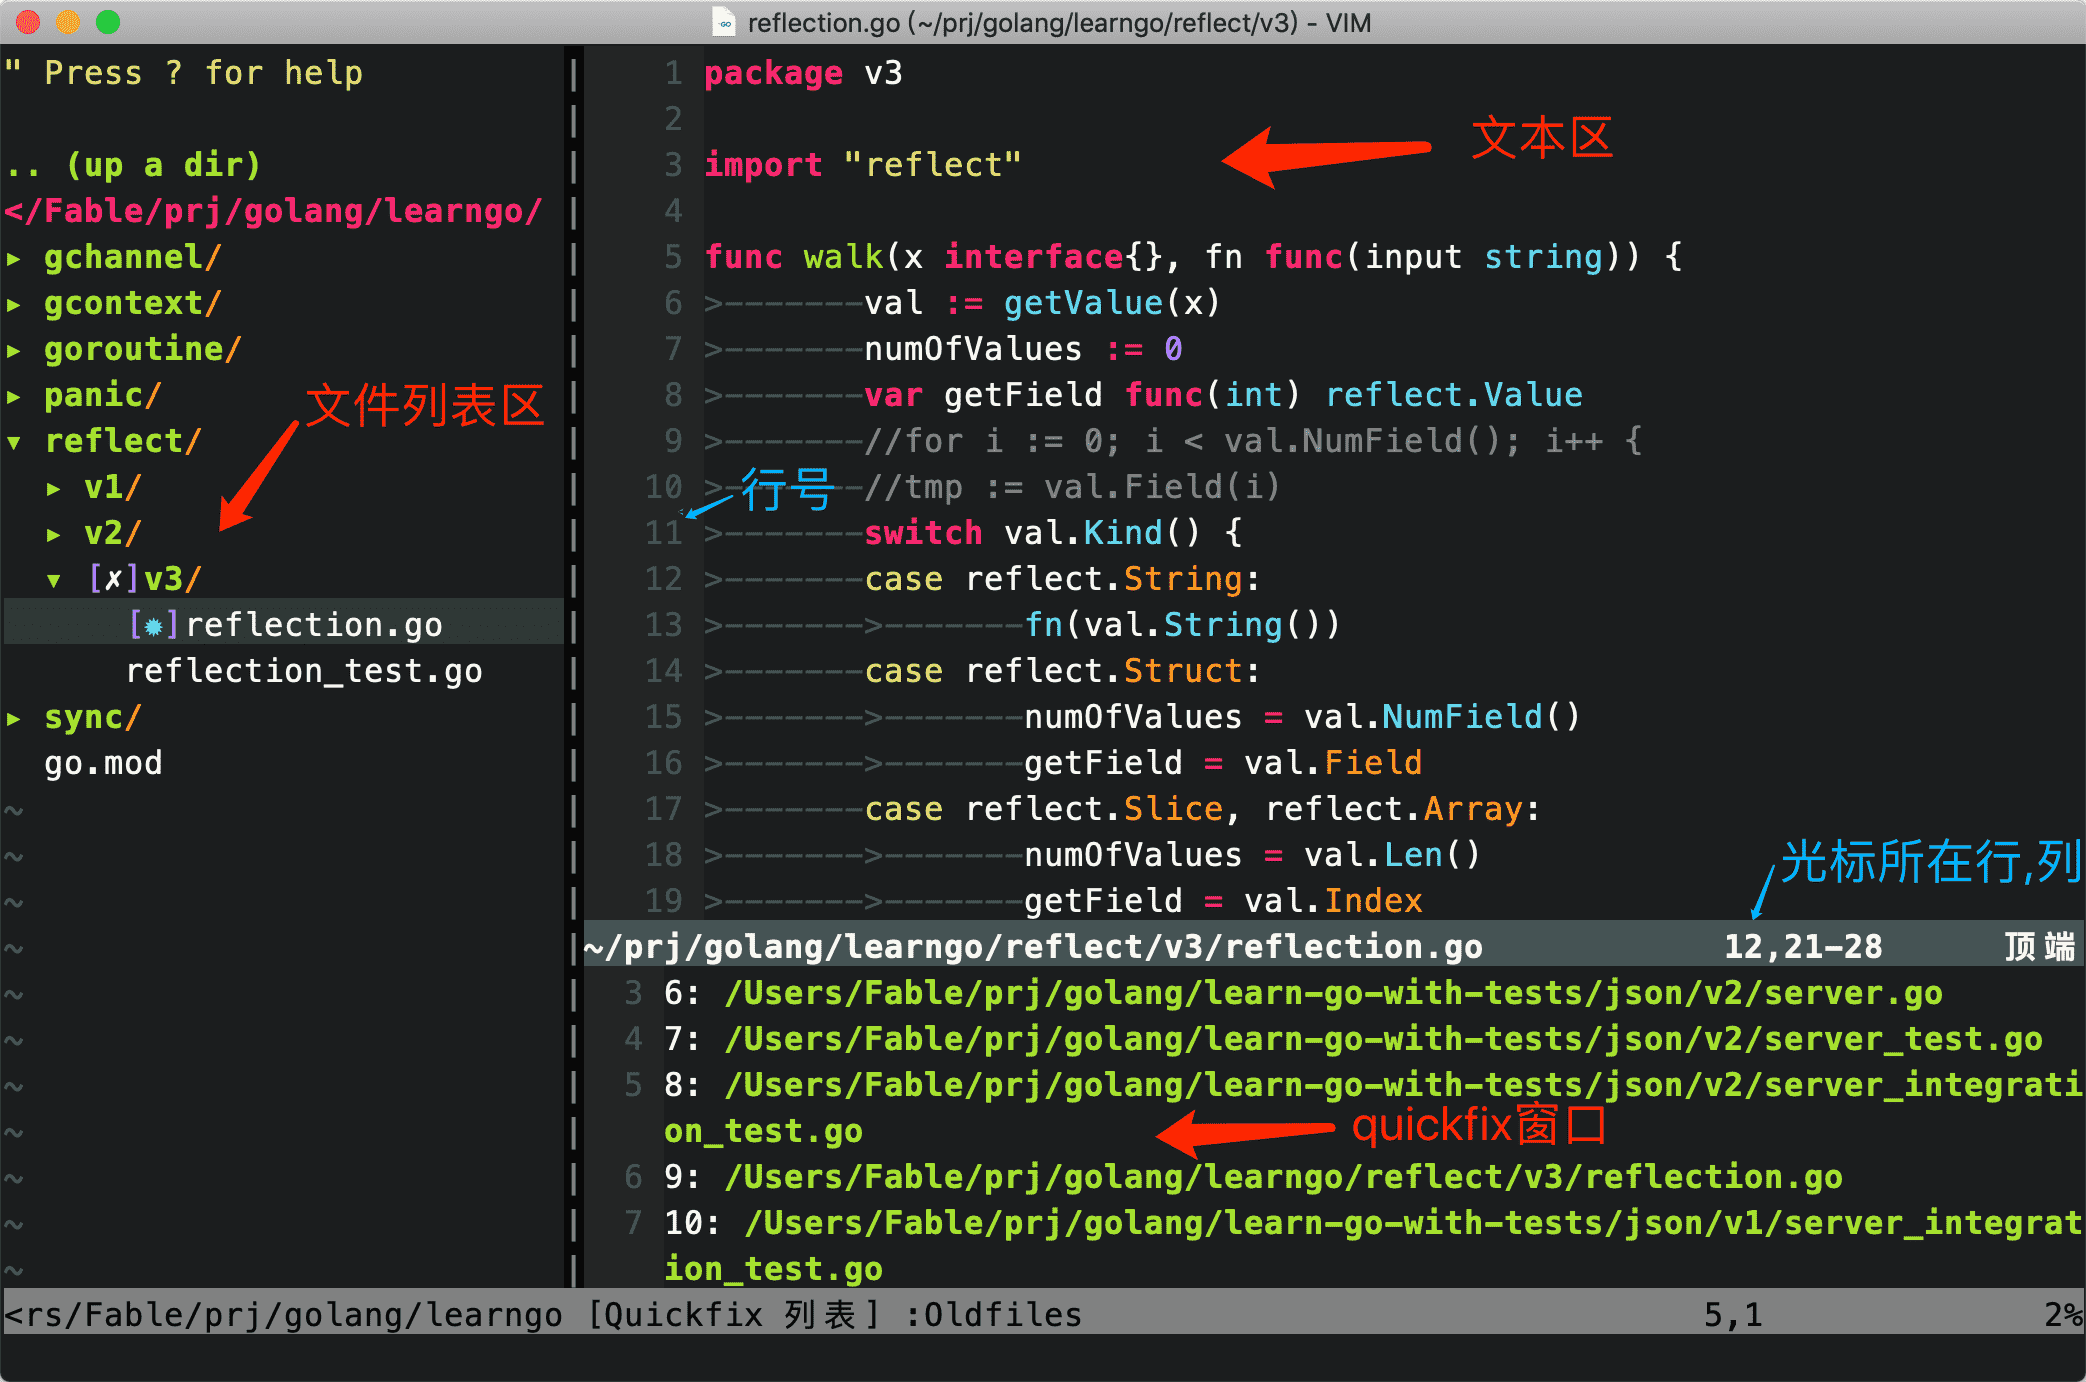 reflection.go (~/prj/golang/learngo/reflect/v3) - VIM
" Press ? for help
.. (up a dir)
</Fable/prj/golang/learngo/
▸ gchannel/
▸ gcontext/
▸ goroutine/
▸ panic/
▾ reflect/
▸ v1/
▸ v2/
▾ [✗]v3/
[✹]reflection.go
reflection_test.go
▸ sync/
go.mod
~
~
~
~
~
~
~
~
~
~
~
文件列表区
1 package v3
2
3 import "reflect"
4
5 func walk(x interface{}, fn func(input string)) {
6 >-------val := getValue(x)
7 >-------numOfValues := 0
8 >-------var getField func(int) reflect.Value
9 >-------//for i := 0; i < val.NumField(); i++ {
10 >-------//tmp := val.Field(i)
11 >-------switch val.Kind() {
12 >-------case reflect.String:
13 >------->-------fn(val.String())
14 >-------case reflect.Struct:
15 >------->-------numOfValues = val.NumField()
16 >------->-------getField = val.Field
17 >-------case reflect.Slice, reflect.Array:
18 >------->-------numOfValues = val.Len()
19 >------->-------getField = val.Index
文本区
行号
光标所在行,列
~/prj/golang/learngo/reflect/v3/reflection.go 12,21-28 顶端
3 6: /Users/Fable/prj/golang/learn-go-with-tests/json/v2/server.go
4 7: /Users/Fable/prj/golang/learn-go-with-tests/json/v2/server_test.go
5 8: /Users/Fable/prj/golang/learn-go-with-tests/json/v2/server_integrati
on_test.go
quickfix窗口
6 9: /Users/Fable/prj/golang/learngo/reflect/v3/reflection.go
7 10: /Users/Fable/prj/golang/learn-go-with-tests/json/v1/server_integrat
ion_test.go
<rs/Fable/prj/golang/learngo [Quickfix 列表] :Oldfiles 5,1 2%